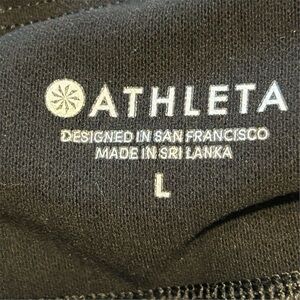 ATHLETA
DESIGNED IN SAN FRANCISCO
MADE IN SRI LANKA
L